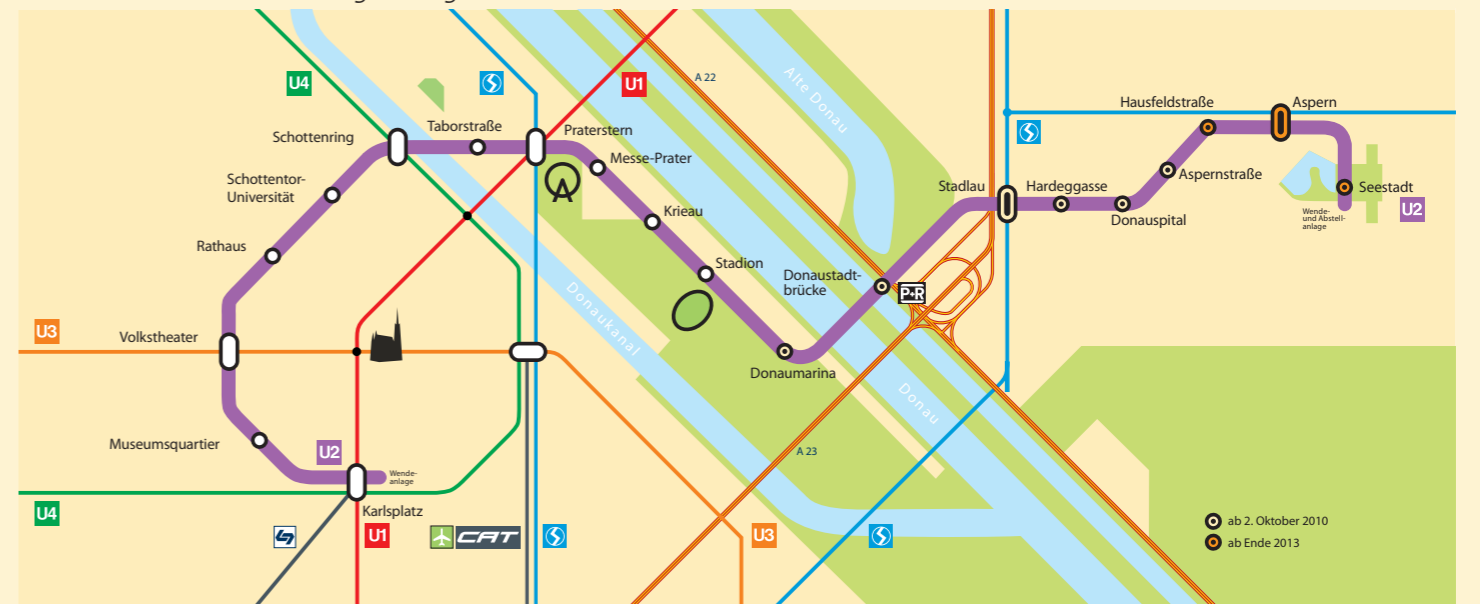 U4
U1
A 22
Alte Donau
Hausfeldstraße
Aspern
Schottenring
Taborstraße
Praterstern
Messe-Prater
Schottentor-
Universität
Krieau
Stadlau
Hardeggasse
Aspernstraße
Donauspital
Seestadt
U2
Wende-
und Abstell-
anlage
Rathaus
Stadion
Donaustadt-
brücke
P+R
Donaukanal
U3
Volkstheater
Donaumarina
Donau
Museumsquartier
U2
Wende-
anlage
A 23
U4
Karlsplatz
U1
CAT
U3
ab 2. Oktober 2010
ab Ende 2013